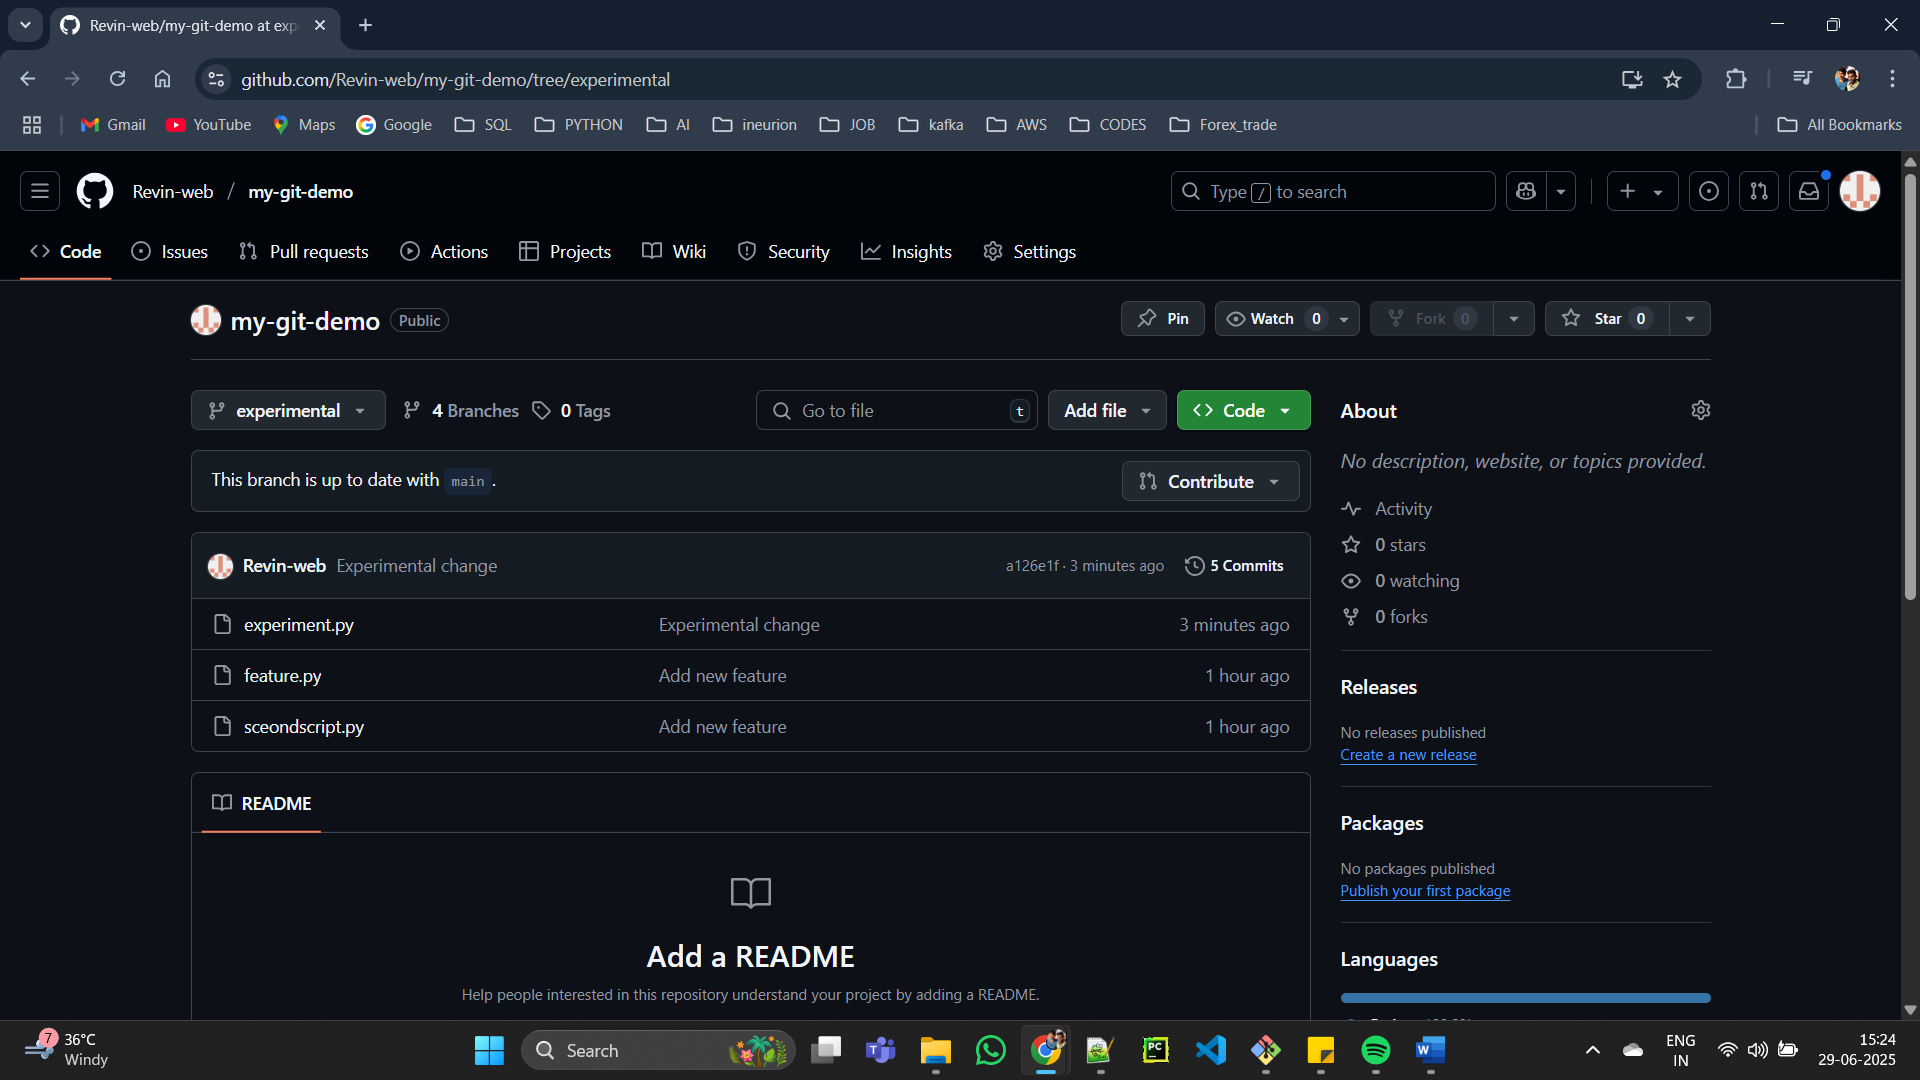 Revin-web/my-git-demo at exp
github.com/Revin-web/my-git-demo/tree/experimental
Gmail YouTube Maps Google SQL PYTHON AI ineurion JOB kafka AWS CODES Forex_trade All Bookmarks
Revin-web / my-git-demo Type / to search
Code Issues Pull requests Actions Projects Wiki Security Insights Settings
my-git-demo Public Pin Watch 0 Fork 0 Star 0
experimental 4 Branches 0 Tags Go to file t Add file Code
This branch is up to date with main . Contribute
Revin-web Experimental change a126e1f · 3 minutes ago 5 Commits
experiment.py Experimental change 3 minutes ago
feature.py Add new feature 1 hour ago
sceondscript.py Add new feature 1 hour ago
README
Add a README
Help people interested in this repository understand your project by adding a README.
About
No description, website, or topics provided.
Activity
0 stars
0 watching
0 forks
Releases
No releases published
Create a new release
Packages
No packages published
Publish your first package
Languages
7 36°C
Windy
Search
ENG
IN
15:24
29-06-2025